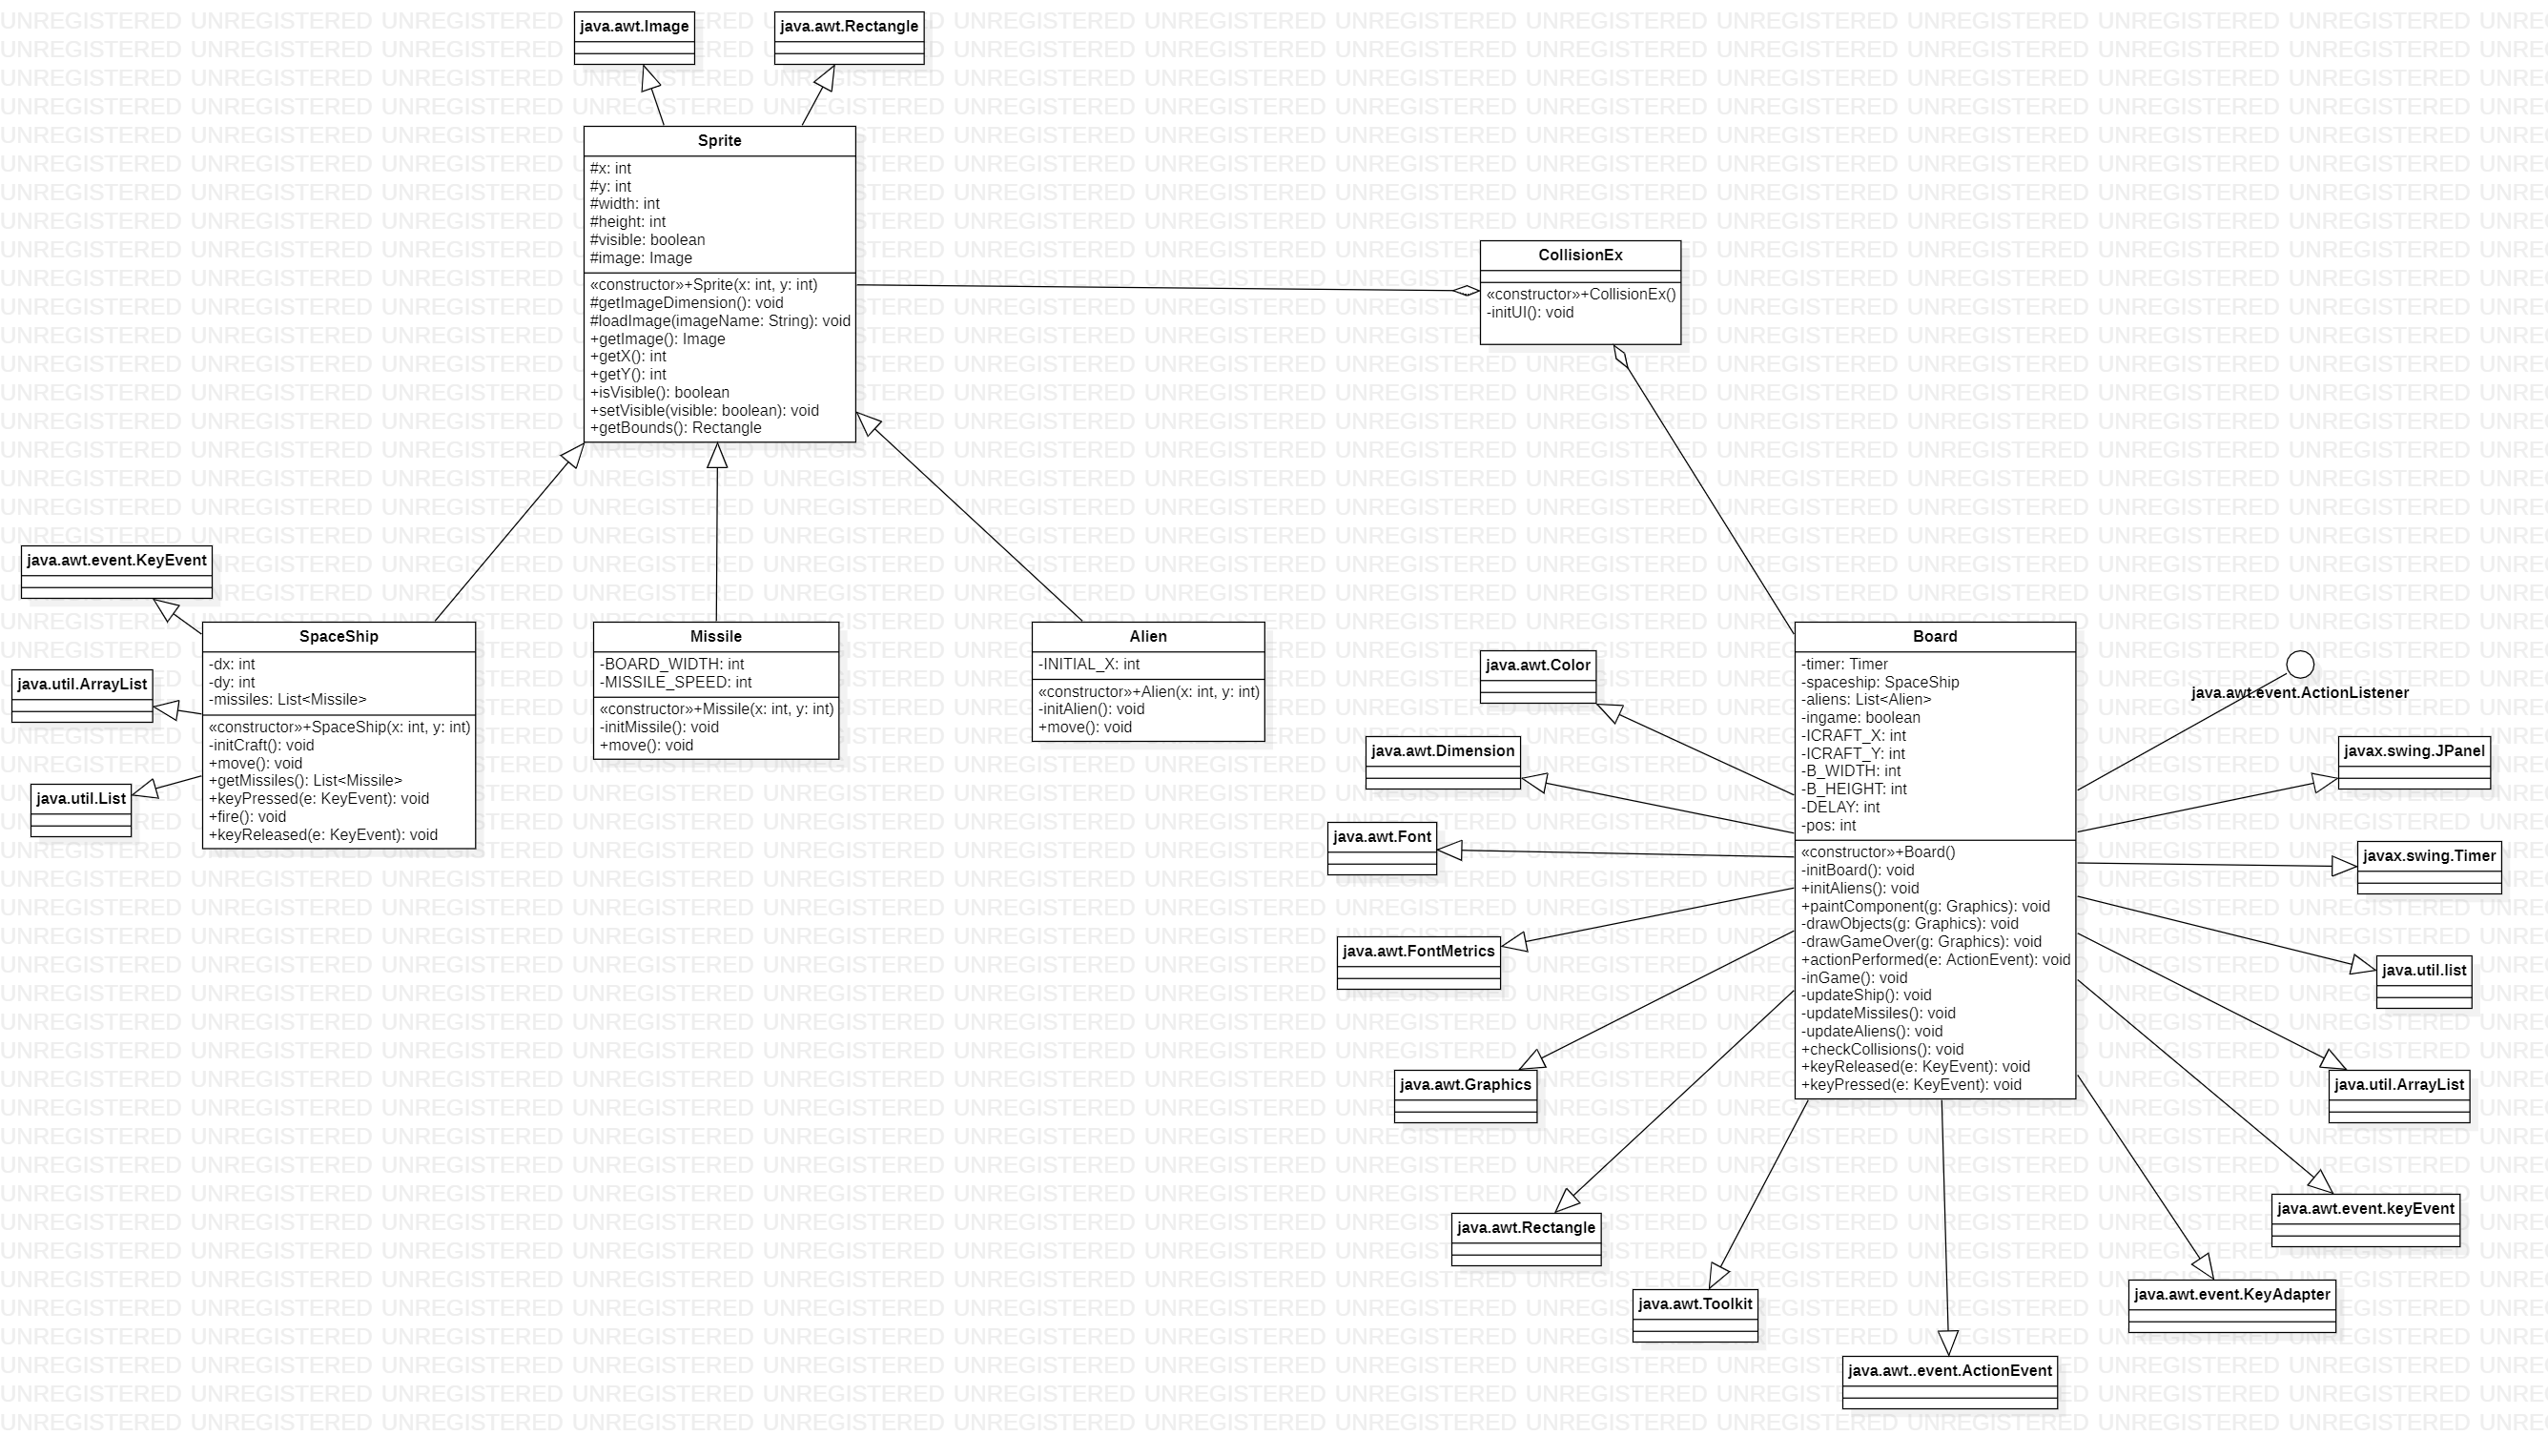 java.awt.Image
java.awt.Rectangle
Sprite
#x: int
#y: int
#width: int
#height: int
#visible: boolean
#image: Image
«constructor»+Sprite(x: int, y: int)
#getImageDimension(): void
#loadImage(imageName: String): void
+getImage(): Image
+getX(): int
+getY(): int
+isVisible(): boolean
+setVisible(visible: boolean): void
+getBounds(): Rectangle
CollisionEx
«constructor»+CollisionEx()
-initUI(): void
java.awt.event.KeyEvent
java.util.ArrayList
java.util.List
SpaceShip
-dx: int
-dy: int
-missiles: List<Missile>
«constructor»+SpaceShip(x: int, y: int)
-initCraft(): void
+move(): void
+getMissiles(): List<Missile>
+keyPressed(e: KeyEvent): void
+fire(): void
+keyReleased(e: KeyEvent): void
Missile
-BOARD_WIDTH: int
-MISSILE_SPEED: int
«constructor»+Missile(x: int, y: int)
-initMissile(): void
+move(): void
Alien
-INITIAL_X: int
«constructor»+Alien(x: int, y: int)
-initAlien(): void
+move(): void
Board
-timer: Timer
-spaceship: SpaceShip
-aliens: List<Alien>
-ingame: boolean
-ICRAFT_X: int
-ICRAFT_Y: int
-B_WIDTH: int
-B_HEIGHT: int
-DELAY: int
-pos: int
«constructor»+Board()
-initBoard(): void
+initAliens(): void
+paintComponent(g: Graphics): void
-drawObjects(g: Graphics): void
-drawGameOver(g: Graphics): void
+actionPerformed(e: ActionEvent): void
-inGame(): void
-updateShip(): void
-updateMissiles(): void
-updateAliens(): void
+checkCollisions(): void
+keyReleased(e: KeyEvent): void
+keyPressed(e: KeyEvent): void
java.awt.Color
java.awt.Dimension
java.awt.Font
java.awt.FontMetrics
java.awt.Graphics
java.awt.Rectangle
java.awt.Toolkit
java.awt..event.ActionEvent
java.awt.event.KeyAdapter
java.awt.event.keyEvent
java.util.ArrayList
java.util.list
javax.swing.Timer
javax.swing.JPanel
java.awt.event.ActionListener
UNREGISTERED